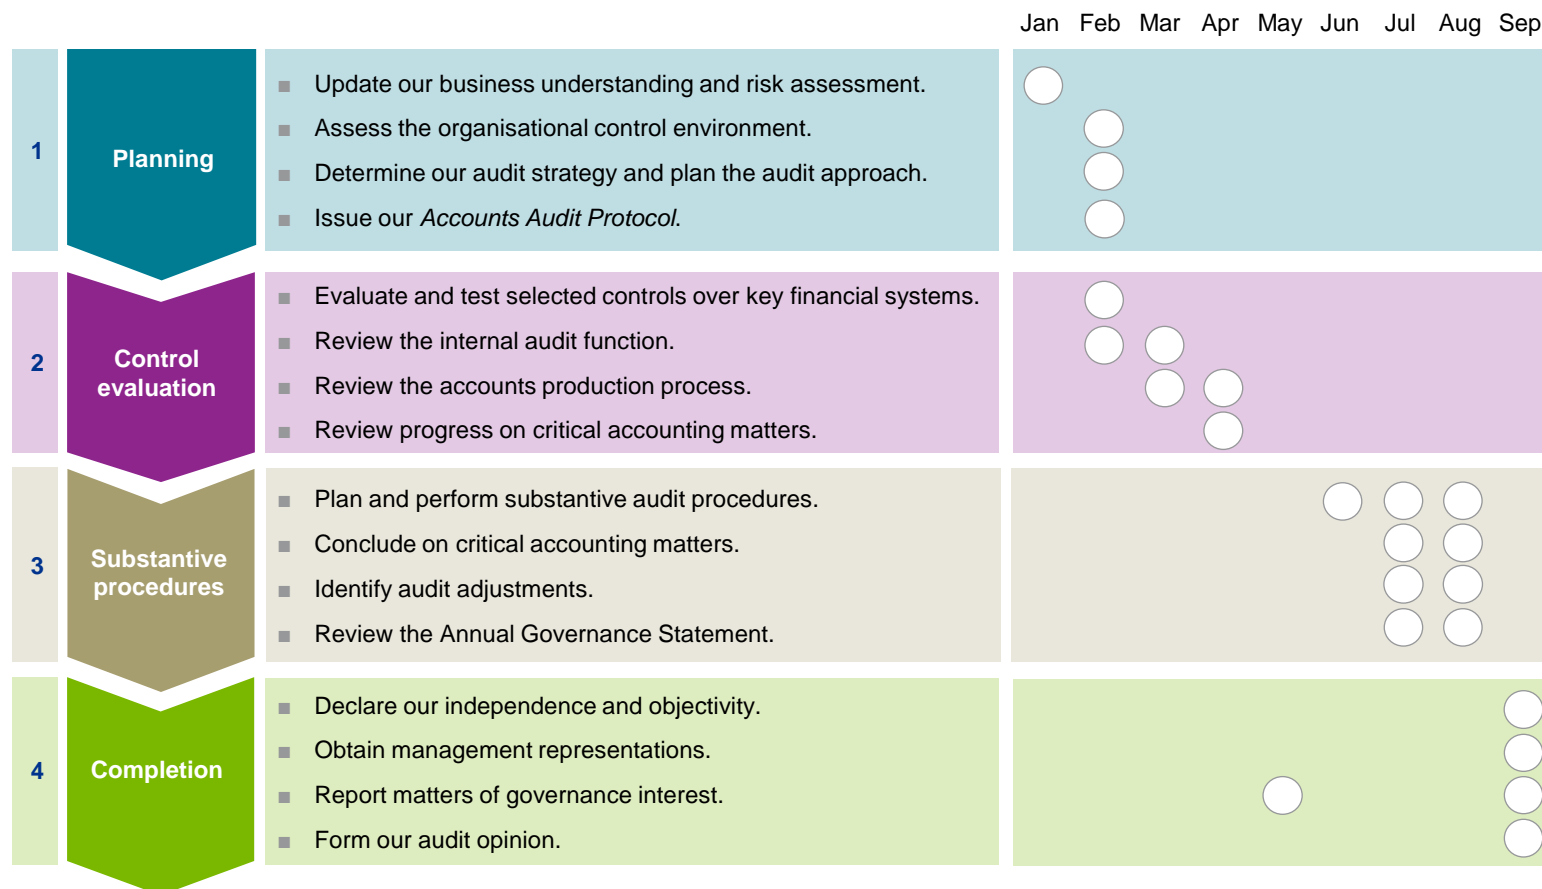 Jan Feb Mar Apr May Jun Jul Aug Sep
1
Planning
■ Update our business understanding and risk assessment.
■ Assess the organisational control environment.
■ Determine our audit strategy and plan the audit approach.
■ Issue our Accounts Audit Protocol.
2
Control
evaluation
■ Evaluate and test selected controls over key financial systems.
■ Review the internal audit function.
■ Review the accounts production process.
■ Review progress on critical accounting matters.
3
Substantive
procedures
■ Plan and perform substantive audit procedures.
■ Conclude on critical accounting matters.
■ Identify audit adjustments.
■ Review the Annual Governance Statement.
4
Completion
■ Declare our independence and objectivity.
■ Obtain management representations.
■ Report matters of governance interest.
■ Form our audit opinion.